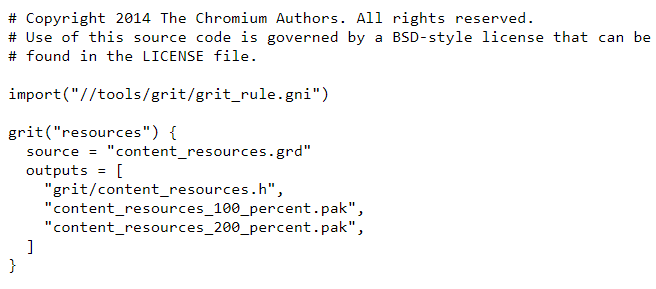 # Copyright 2014 The Chromium Authors. All rights reserved.
# Use of this source code is governed by a BSD-style license that can be
# found in the LICENSE file.

import("//tools/grit/grit_rule.gni")

grit("resources") {
  source = "content_resources.grd"
  outputs = [
    "grit/content_resources.h",
    "content_resources_100_percent.pak",
    "content_resources_200_percent.pak",
  ]
}